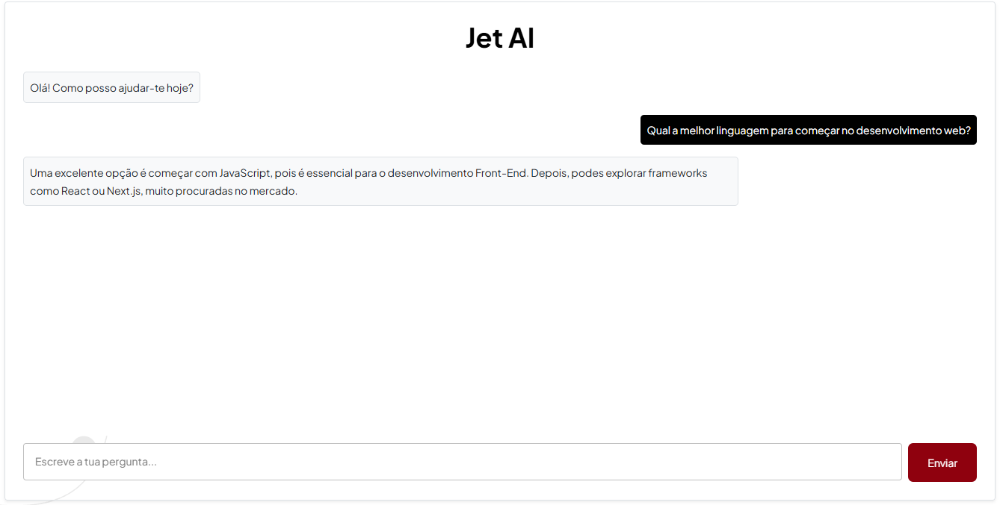 Jet AI
Olá! Como posso ajudar-te hoje?
Qual a melhor linguagem para começar no desenvolvimento web?
Uma excelente opção é começar com JavaScript, pois é essencial para o desenvolvimento Front-End. Depois, podes explorar frameworks
como React ou Next.js, muito procuradas no mercado.
Escreve a tua pergunta...
Enviar